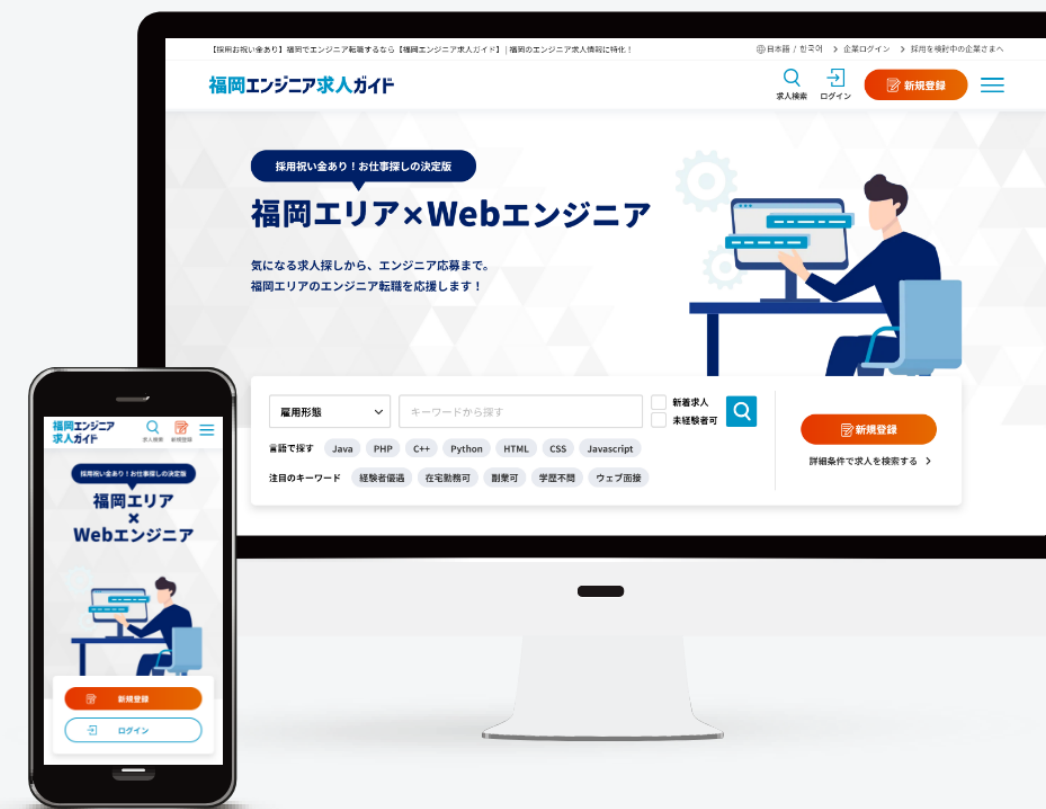 【採用お祝い金あり】福岡でエンジニア転職するなら【福岡エンジニア求人ガイド】|福岡のエンジニア求人情報に特化!
日本語 / 한국어
企業ログイン
採用を検討中の企業さまへ
福岡エンジニア求人ガイド
求人検索
ログイン
新規登録
採用祝い金あり!お仕事探しの決定版
福岡エリア×Webエンジニア
気になる求人探しから、エンジニア応募まで。
福岡エリアのエンジニア転職を応援します!
雇用形態
キーワードから探す
新着求人
未経験者可
言語で探す Java PHP C++ Python HTML CSS Javascript
注目のキーワード 経験者優遇 在宅勤務可 副業可 学歴不問 ウェブ面接
新規登録
詳細条件で求人を検索する
福岡エンジニア
求人ガイド
求人検索
新規登録
採用祝い金あり!お仕事探しの決定版
福岡エリア
×
Webエンジニア
新規登録
ログイン